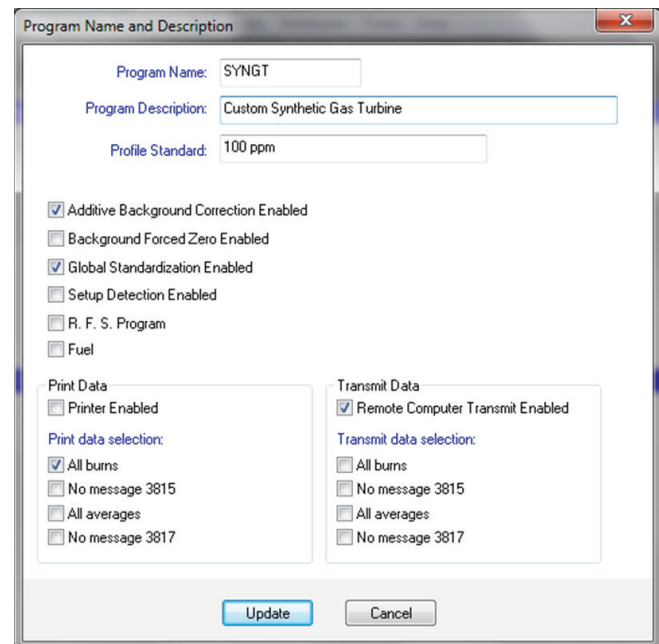 Program Name and Description
Program Name: SYNGT
Program Description: Custom Synthetic Gas Turbine
Profile Standard: 100 ppm
Additive Background Correction Enabled
Background Forced Zero Enabled
Global Standardization Enabled
Setup Detection Enabled
R. F. S. Program
Fuel
Print Data
Printer Enabled
Print data selection:
All burns
No message 3815
All averages
No message 3817
Transmit Data
Remote Computer Transmit Enabled
Transmit data selection:
All burns
No message 3815
All averages
No message 3817
Update Cancel